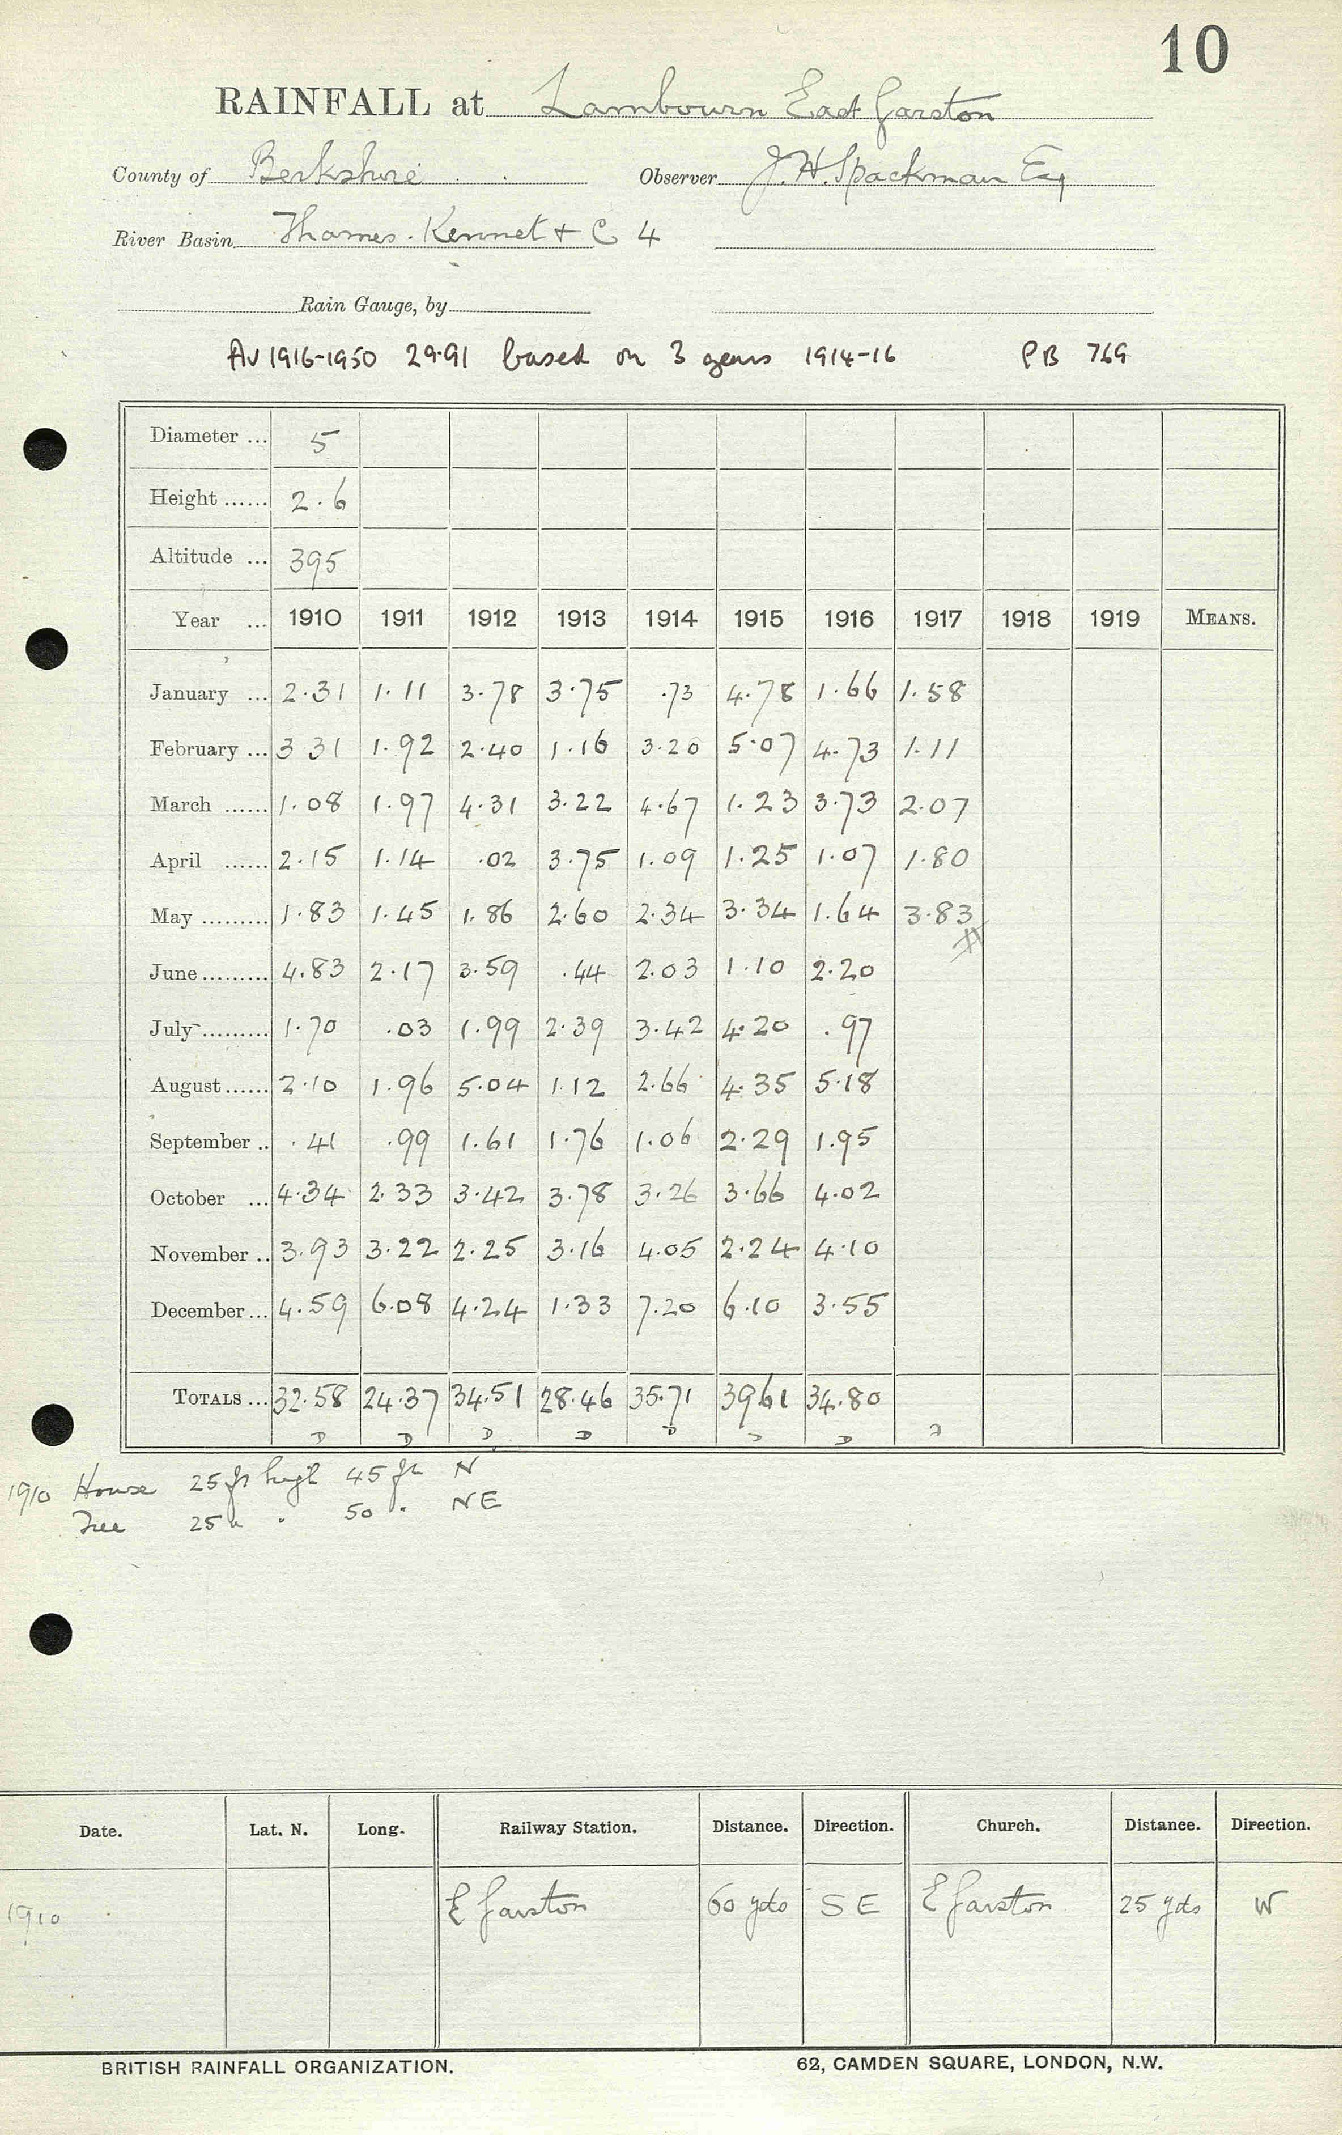 10
RAINFALL at Lambourn East Garston
County of Berkshire Observer J. H. Spackman Esq
River Basin Thames. Kennet + C 4
Rain Gauge, by
Av 1916-1950 29.91 based on 3 years 1914-16 PB 769
Diameter ... 5
Height ...... 2.6
Altitude ... 395
Year ... 1910 1911 1912 1913 1914 1915 1916 1917 1918 1919 MEANS.
January ... 2.31 1.11 3.78 3.75 .73 4.78 1.66 1.58
February ... 3 31 1.92 2.40 1.16 3.20 5.07 4.73 1.11
March ...... 1.08 1.97 4.31 3.22 4.67 1.23 3.73 2.07
April ...... 2.15 1.14 .02 3.75 1.09 1.25 1.07 1.80
May ......... 1.83 1.45 1.86 2.60 2.34 3.34 1.64 3.83
June ......... 4.83 2.17 3.59 .44 2.03 1.10 2.20
July ......... 1.70 .03 1.99 2.39 3.42 4.20 .97
August ...... 2.10 1.96 5.04 1.12 2.66 4.35 5.18
September .. .41 .99 1.61 1.76 1.06 2.29 1.95
October ... 4.34 2.33 3.42 3.78 3.26 3.66 4.02
November .. 3.93 3.22 2.25 3.16 4.05 2.24 4.10
December ... 4.59 6.08 4.24 1.33 7.20 6.10 3.55
TOTALS ... 32.58 24.37 34.51 28.46 35.71 3961 34.80
D D D D D D D D
1910 House 25 ft high 45 ft N
Tree 25 " . 50 . NE
Date. Lat. N. Long. Railway Station. Distance. Direction. Church. Distance. Direction.
1910 E Garston 60 yds S E E Garston 25 yds W
BRITISH RAINFALL ORGANIZATION. 62, CAMDEN SQUARE, LONDON, N.W.